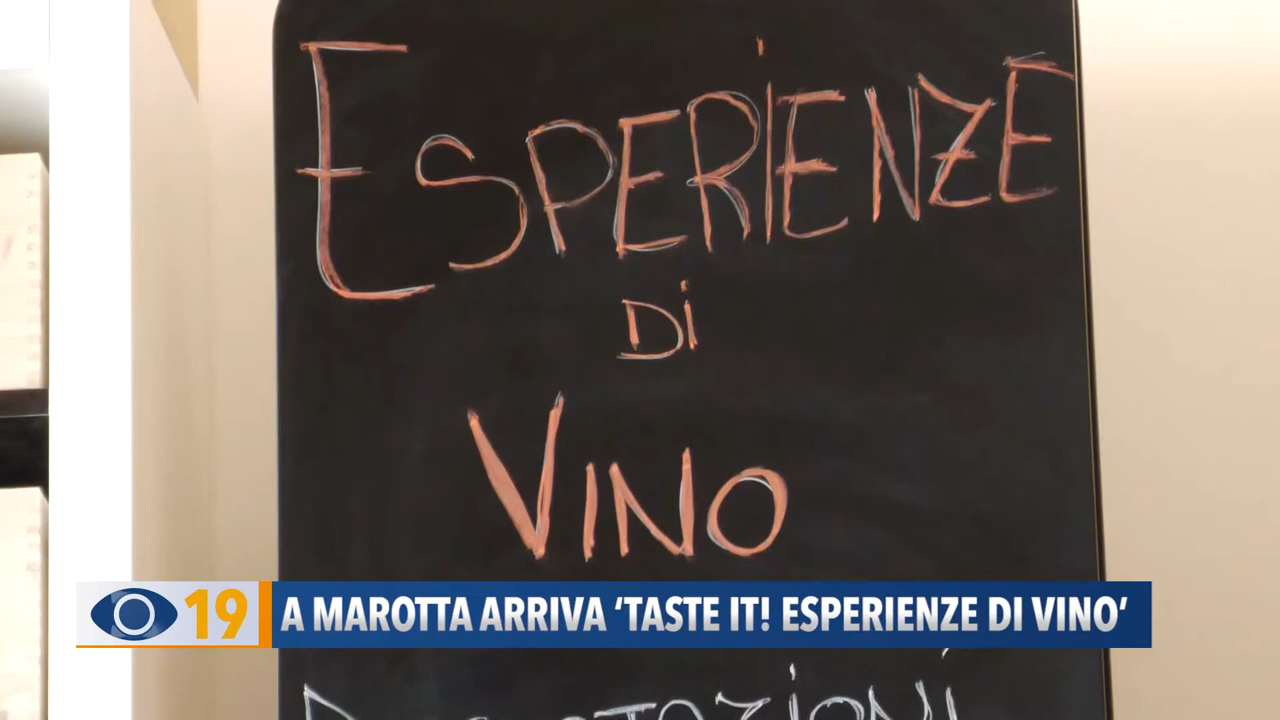 ESPERIENZE
Di
VINO
19
A MAROTTA ARRIVA 'TASTE IT! ESPERIENZE DI VINO'